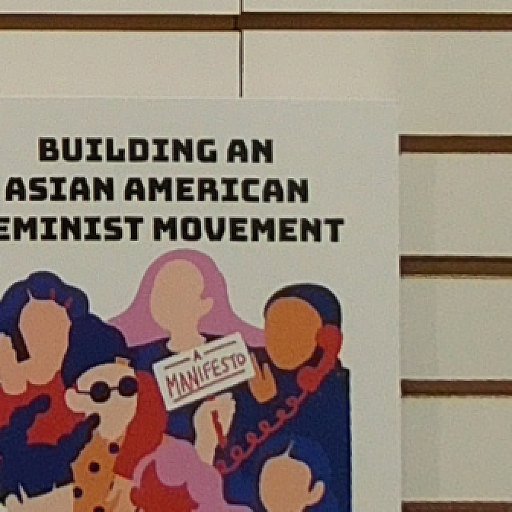 BUILDING AN
ASIAN AMERICAN
EMINIST MOVEMENT
A
MANIFESTO